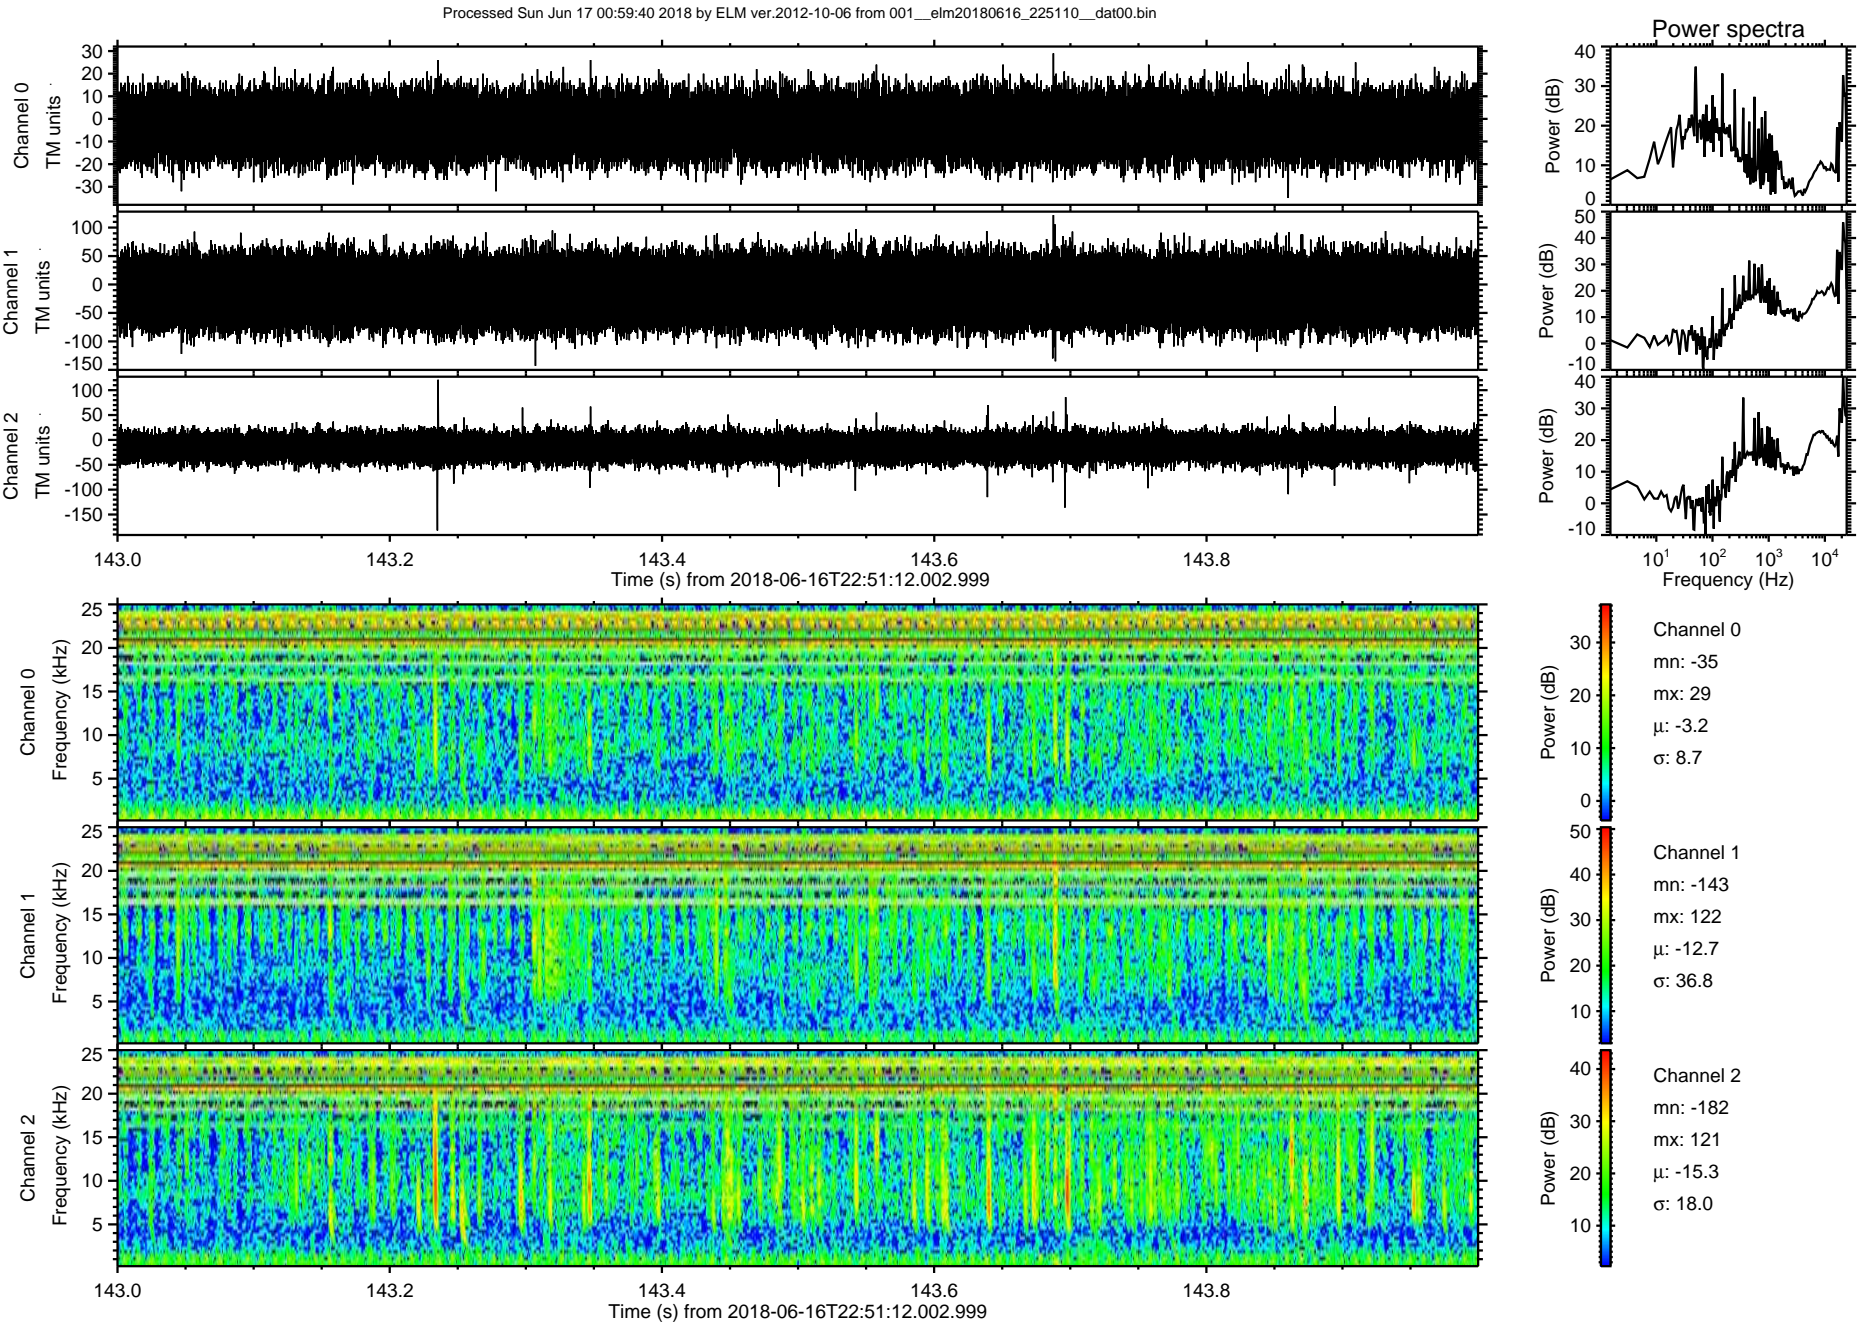 Processed Sun Jun 17 00:59:40 2018 by ELM ver.2012-10-06 from 001__elm20180616_225110__dat00.bin
Power spectra
Channel 0
TM units
30
20
10
0
-10
-20
-30
Power (dB)
40
30
20
10
0
Channel 1
TM units
100
50
0
-50
-100
-150
Power (dB)
50
40
30
20
10
0
-10
Channel 2
TM units
100
50
0
-50
-100
-150
Power (dB)
40
30
20
10
0
-10
143.0 143.2 143.4 143.6 143.8
Time (s) from 2018-06-16T22:51:12.002.999
10^1 10^2 10^3 10^4
Frequency (Hz)
Channel 0
Frequency (kHz)
25
20
15
10
5
Power (dB)
30
20
10
0
Channel 0
mn: -35
mx: 29
μ: -3.2
σ: 8.7
Channel 1
Frequency (kHz)
25
20
15
10
5
Power (dB)
50
40
30
20
10
Channel 1
mn: -143
mx: 122
μ: -12.7
σ: 36.8
Channel 2
Frequency (kHz)
25
20
15
10
5
Power (dB)
40
30
20
10
Channel 2
mn: -182
mx: 121
μ: -15.3
σ: 18.0
143.0 143.2 143.4 143.6 143.8
Time (s) from 2018-06-16T22:51:12.002.999